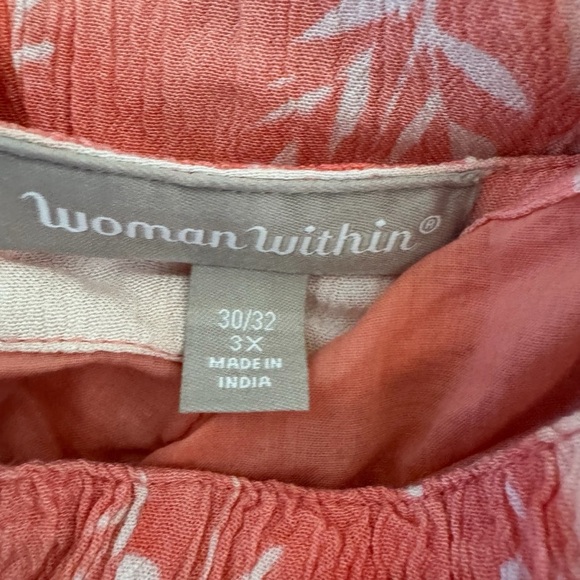 Woman Within®
30/32
3X
MADE IN
INDIA